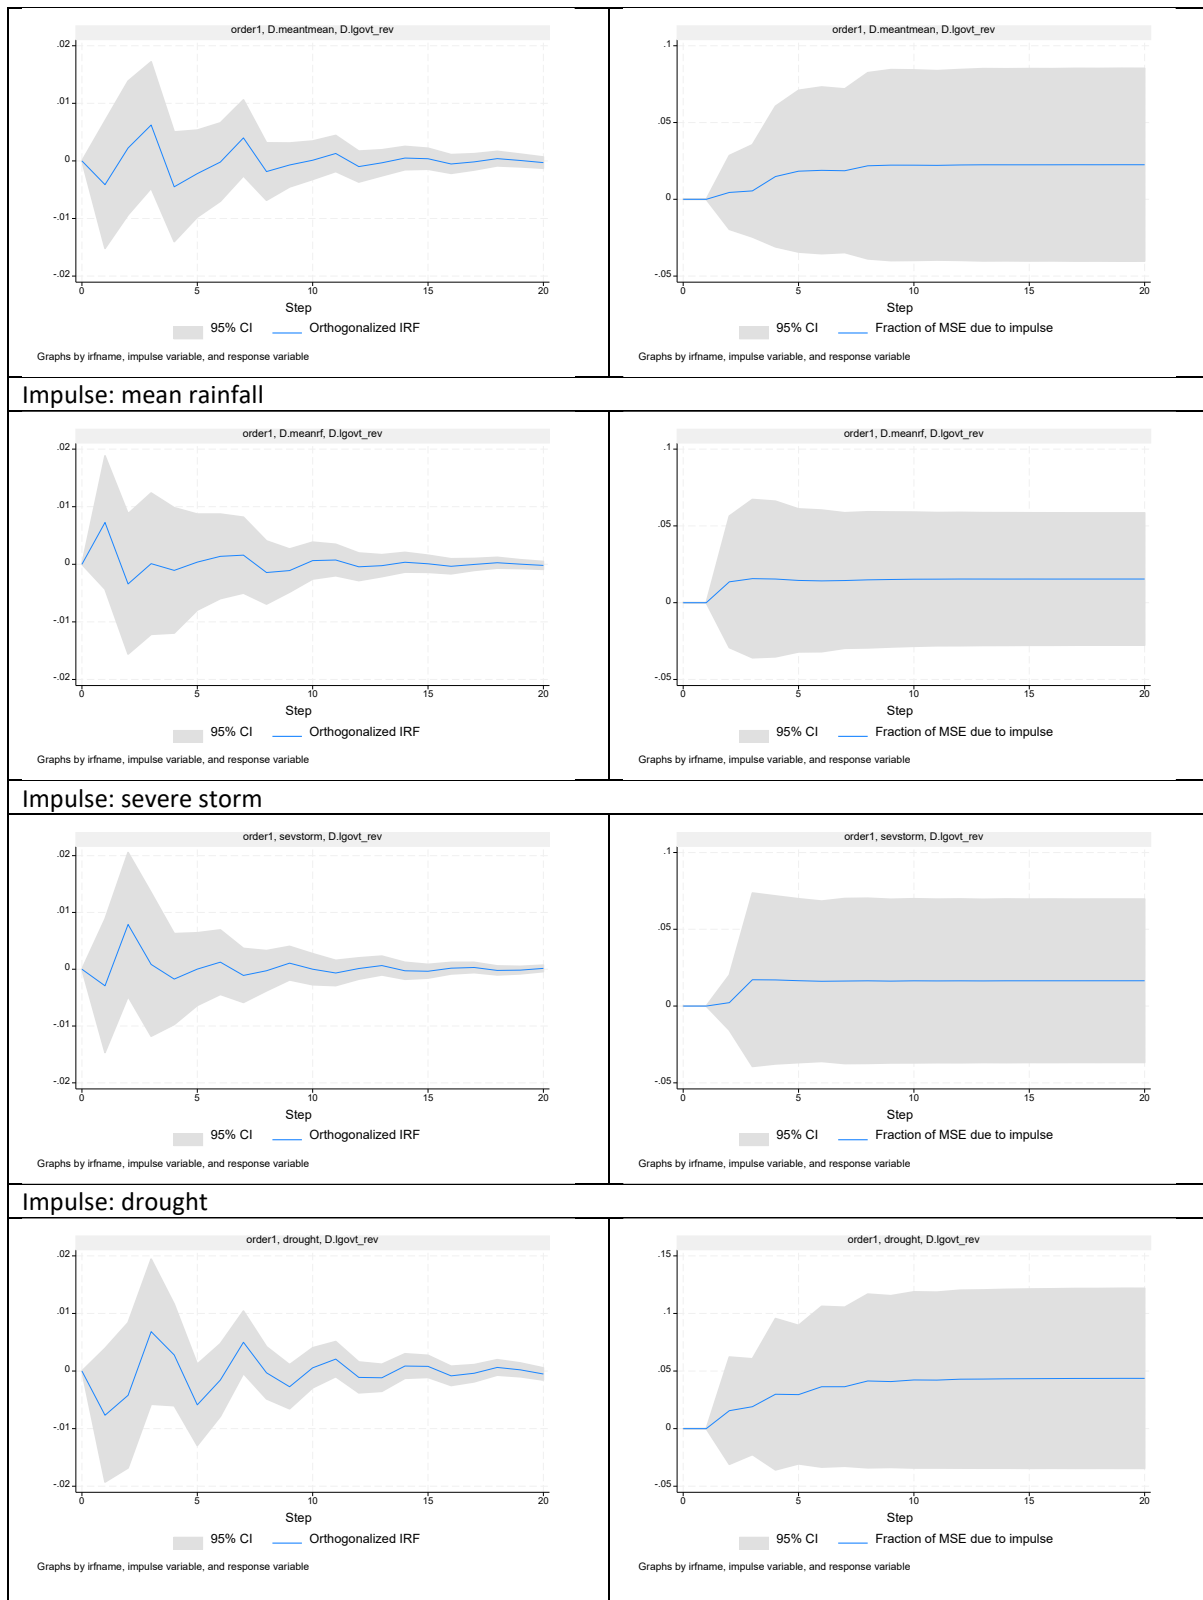 order1, D.meantmean, D.lgovt_rev
.02
.01
0
-.01
-.02
0 5 10 15 20
Step
95% CI Orthogonalized IRF
Graphs by irfname, impulse variable, and response variable
order1, D.meantmean, D.lgovt_rev
.1
.05
0
-.05
0 5 10 15 20
Step
95% CI Fraction of MSE due to impulse
Graphs by irfname, impulse variable, and response variable
Impulse: mean rainfall
order1, D.meanrf, D.lgovt_rev
.02
.01
0
-.01
-.02
0 5 10 15 20
Step
95% CI Orthogonalized IRF
Graphs by irfname, impulse variable, and response variable
order1, D.meanrf, D.lgovt_rev
.1
.05
0
-.05
0 5 10 15 20
Step
95% CI Fraction of MSE due to impulse
Graphs by irfname, impulse variable, and response variable
Impulse: severe storm
order1, sevstorm, D.lgovt_rev
.02
.01
0
-.01
-.02
0 5 10 15 20
Step
95% CI Orthogonalized IRF
Graphs by irfname, impulse variable, and response variable
order1, sevstorm, D.lgovt_rev
.1
.05
0
-.05
0 5 10 15 20
Step
95% CI Fraction of MSE due to impulse
Graphs by irfname, impulse variable, and response variable
Impulse: drought
order1, drought, D.lgovt_rev
.02
.01
0
-.01
-.02
0 5 10 15 20
Step
95% CI Orthogonalized IRF
Graphs by irfname, impulse variable, and response variable
order1, drought, D.lgovt_rev
.15
.1
.05
0
-.05
0 5 10 15 20
Step
95% CI Fraction of MSE due to impulse
Graphs by irfname, impulse variable, and response variable